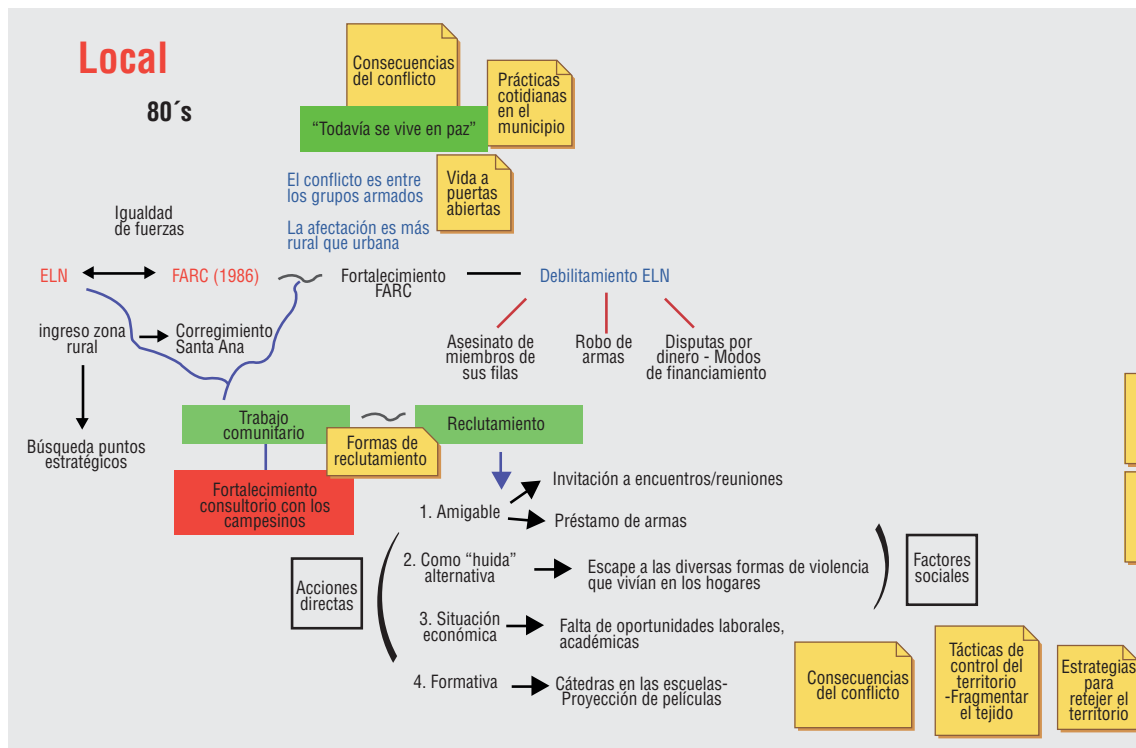 Local
80´s
Consecuencias
del conflicto
Prácticas
cotidianas
en el
municipio
“Todavía se vive en paz”
El conflicto es entre
los grupos armados
Vida a
puertas
abiertas
La afectación es más
rural que urbana
Igualdad
de fuerzas
ELN
FARC (1986)
Fortalecimiento
FARC
Debilitamiento ELN
ingreso zona
rural
Corregimiento
Santa Ana
Asesinato de
miembros de
sus filas
Robo de
armas
Disputas por
dinero - Modos
de financiamiento
Búsqueda puntos
estratégicos
Trabajo
comunitario
Reclutamiento
Formas de
reclutamiento
Fortalecimiento
consultorio con los
campesinos
Invitación a encuentros/reuniones
1. Amigable
Préstamo de armas
Acciones
directas
2. Como “huida”
alternativa
Escape a las diversas formas de violencia
que vivían en los hogares
Factores
sociales
3. Situación
económica
Falta de oportunidades laborales,
académicas
4. Formativa
Cátedras en las escuelas-
Proyección de películas
Consecuencias
del conflicto
Tácticas de
control del
territorio
-Fragmentar
el tejido
Estrategias
para
retejer el
territorio